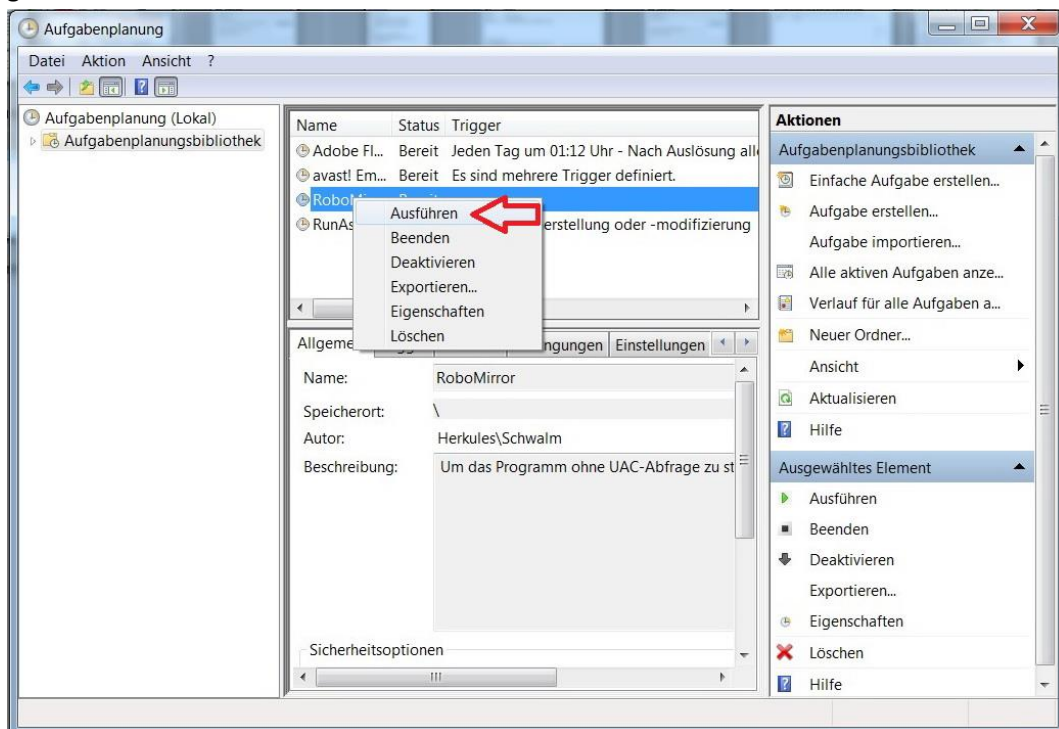 Aufgabenplanung
Datei Aktion Ansicht ?
Aufgabenplanung (Lokal)
Aufgabenplanungsbibliothek
Name Status Trigger
Adobe Fl... Bereit Jeden Tag um 01:12 Uhr - Nach Auslösung alle
avast! Em... Bereit Es sind mehrere Trigger definiert.
RunAs erstellung oder -modifizierung
Ausführen
Beenden
Deaktivieren
Exportieren...
Eigenschaften
Löschen
Allgeme ngungen Einstellungen
Name: RoboMirror
Speicherort: \
Autor: Herkules\Schwalm
Beschreibung: Um das Programm ohne UAC-Abfrage zu st
Sicherheitsoptionen
Aktionen
Aufgabenplanungsbibliothek
Einfache Aufgabe erstellen...
Aufgabe erstellen...
Aufgabe importieren...
Alle aktiven Aufgaben anze...
Verlauf für alle Aufgaben a...
Neuer Ordner...
Ansicht
Aktualisieren
Hilfe
Ausgewähltes Element
Ausführen
Beenden
Deaktivieren
Exportieren...
Eigenschaften
Löschen
Hilfe